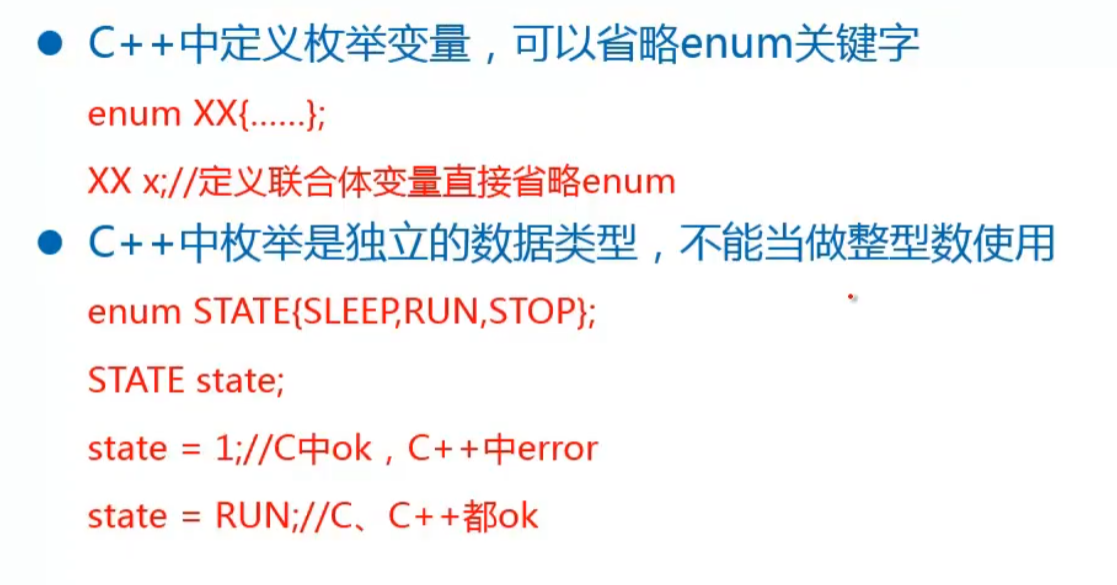 ● C++中定义枚举变量，可以省略enum关键字
enum XX{......};
XX x;//定义联合体变量直接省略enum
● C++中枚举是独立的数据类型，不能当做整型数使用
enum STATE{SLEEP,RUN,STOP};
STATE state;
state = 1;//C中ok，C++中error
state = RUN;//C、C++都ok